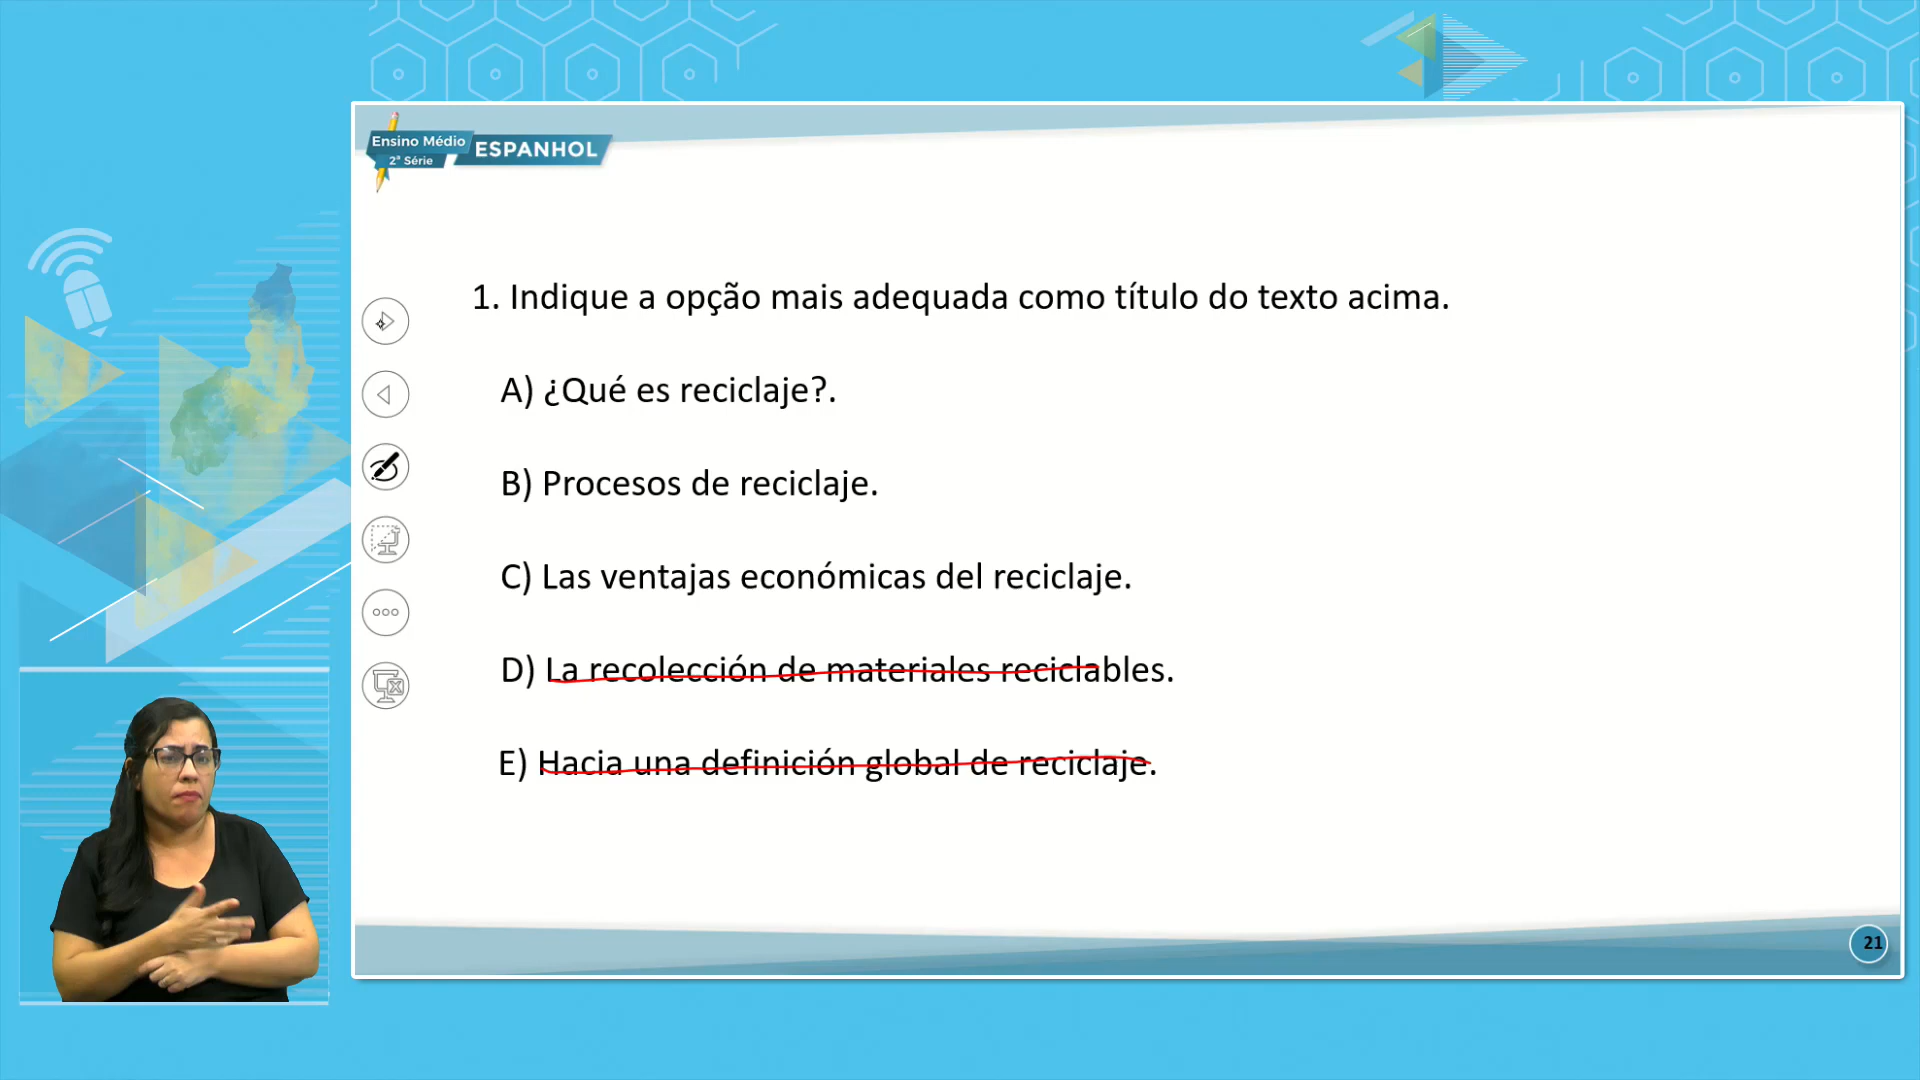 Ensino Médio
2ª Série
ESPANHOL
1. Indique a opção mais adequada como título do texto acima.
A) ¿Qué es reciclaje?.
B) Procesos de reciclaje.
C) Las ventajas económicas del reciclaje.
D) La recolección de materiales reciclables.
E) Hacia una definición global de reciclaje.
21